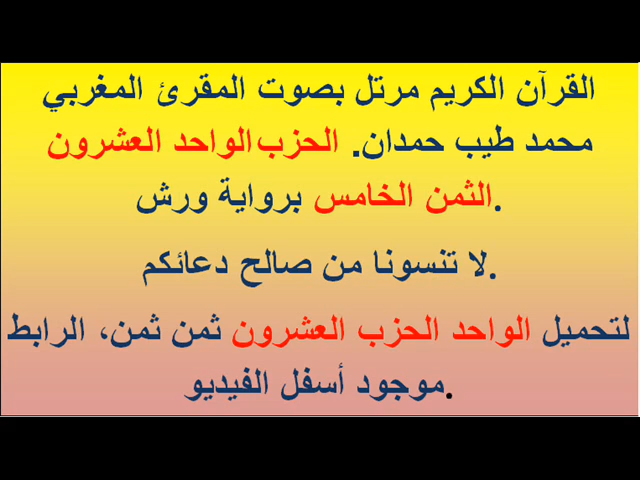 القرآن الكريم مرتل بصوت المقرئ المغربي
محمد طيب حمدان. الحزب الواحد العشرون
الثمن الخامس برواية ورش.
لا تنسونا من صالح دعائكم.
لتحميل الواحد الحزب العشرون ثمن ثمن، الرابط
موجود أسفل الفيديو.